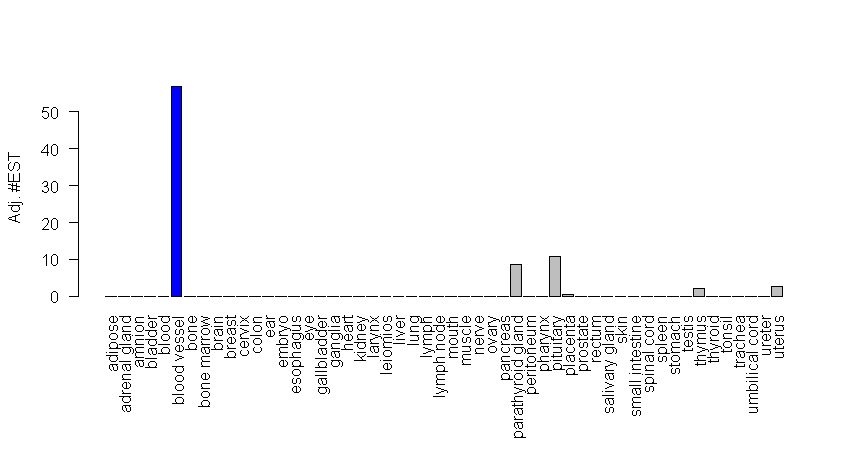 Adj. #EST
50
40
30
20
10
0
adipose
adrenal gland
amnion
bladder
blood
blood vessel
bone
bone marrow
brain
breast
cervix
colon
ear
embryo
esophagus
eye
gallbladder
ganglia
heart
kidney
larynx
leiomios
liver
lung
lymph
lymph node
mouth
muscle
nerve
ovary
pancreas
parathyroid gland
peritoneum
pharynx
pituitary
placenta
prostate
rectum
salivary gland
skin
small intestine
spinal cord
spleen
stomach
testis
thymus
thyroid
tonsil
trachea
umbilical cord
ureter
uterus